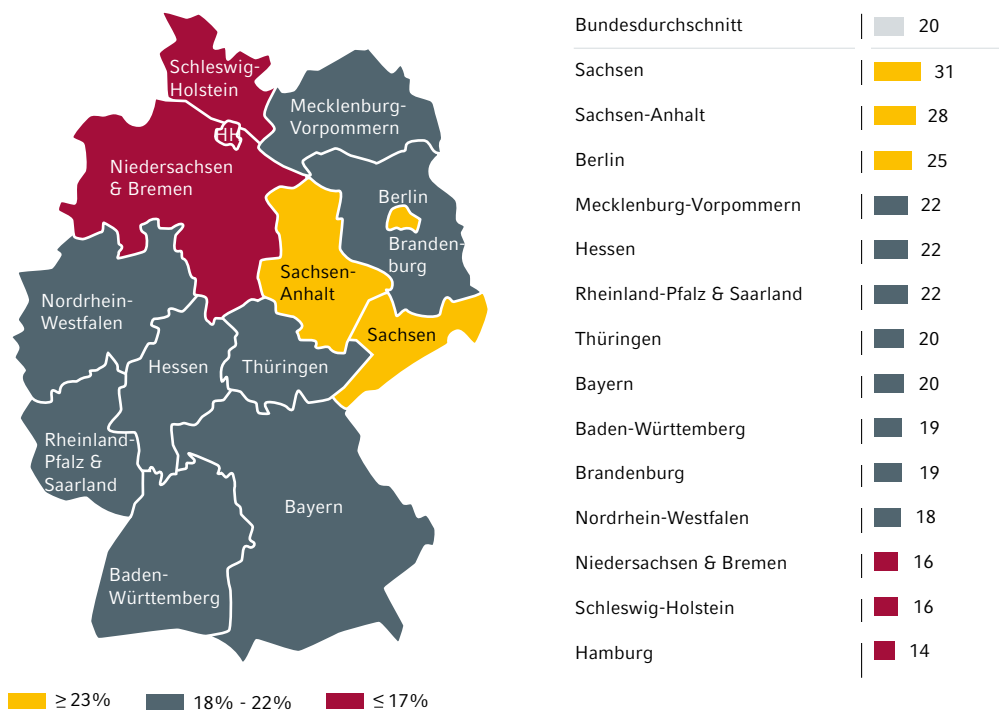 Schleswig-
Holstein
Mecklenburg-
Vorpommern
HH
Niedersachsen
& Bremen
Berlin
Branden-
burg
Sachsen-
Anhalt
Nordrhein-
Westfalen
Sachsen
Hessen
Thüringen
Rheinland-
Pfalz &
Saarland
Bayern
Baden-
Württemberg
≥ 23%
18% - 22%
≤ 17%
Bundesdurchschnitt 20
Sachsen 31
Sachsen-Anhalt 28
Berlin 25
Mecklenburg-Vorpommern 22
Hessen 22
Rheinland-Pfalz & Saarland 22
Thüringen 20
Bayern 20
Baden-Württemberg 19
Brandenburg 19
Nordrhein-Westfalen 18
Niedersachsen & Bremen 16
Schleswig-Holstein 16
Hamburg 14